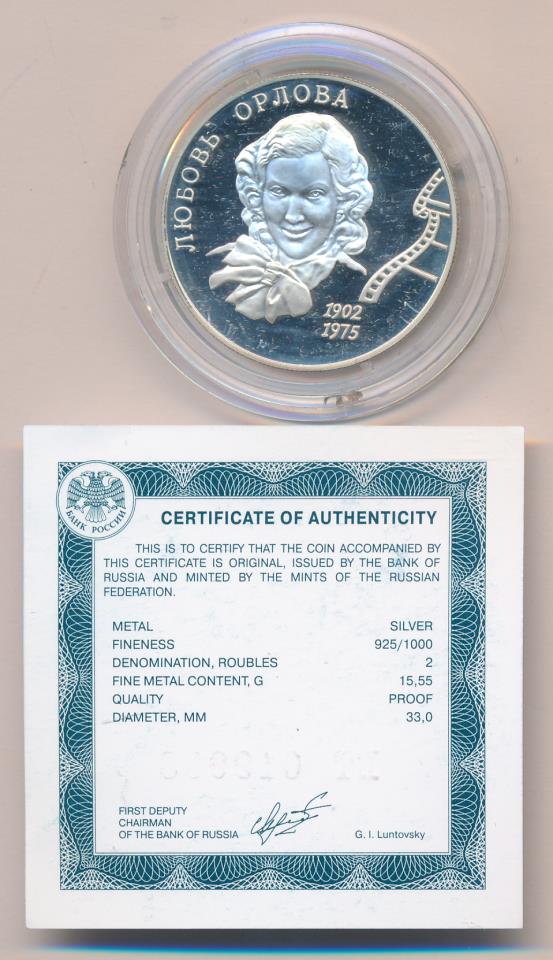 ЛЮБОВЬ ОРЛОВА
1902
1975
БАНК РОССИИ
CERTIFICATE OF AUTHENTICITY
THIS IS TO CERTIFY THAT THE COIN ACCOMPANIED BY
THIS CERTIFICATE IS ORIGINAL, ISSUED BY THE BANK OF
RUSSIA AND MINTED BY THE MINTS OF THE RUSSIAN
FEDERATION.
METAL SILVER
FINENESS 925/1000
DENOMINATION, ROUBLES 2
FINE METAL CONTENT, G 15,55
QUALITY PROOF
DIAMETER, MM 33,0
FIRST DEPUTY
CHAIRMAN
OF THE BANK OF RUSSIA G. I. Luntovsky